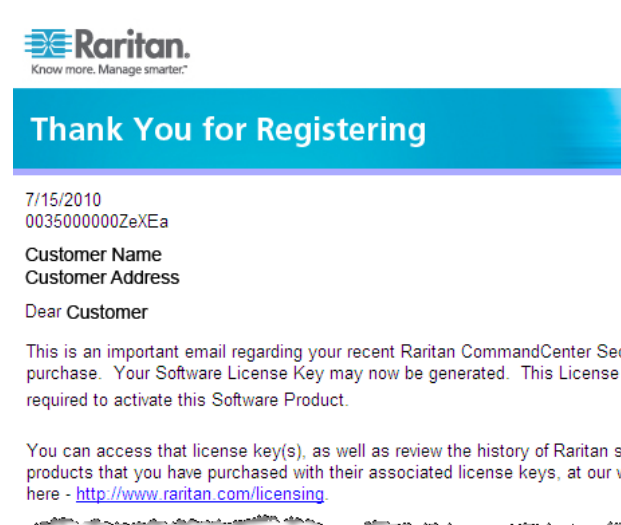 Raritan.
Know more. Manage smarter.™
Thank You for Registering
7/15/2010
0035000000ZeXEa
Customer Name
Customer Address
Dear Customer
This is an important email regarding your recent Raritan CommandCenter Sec
purchase. Your Software License Key may now be generated. This License
required to activate this Software Product.
You can access that license key(s), as well as review the history of Raritan s
products that you have purchased with their associated license keys, at our w
here - http://www.raritan.com/licensing.